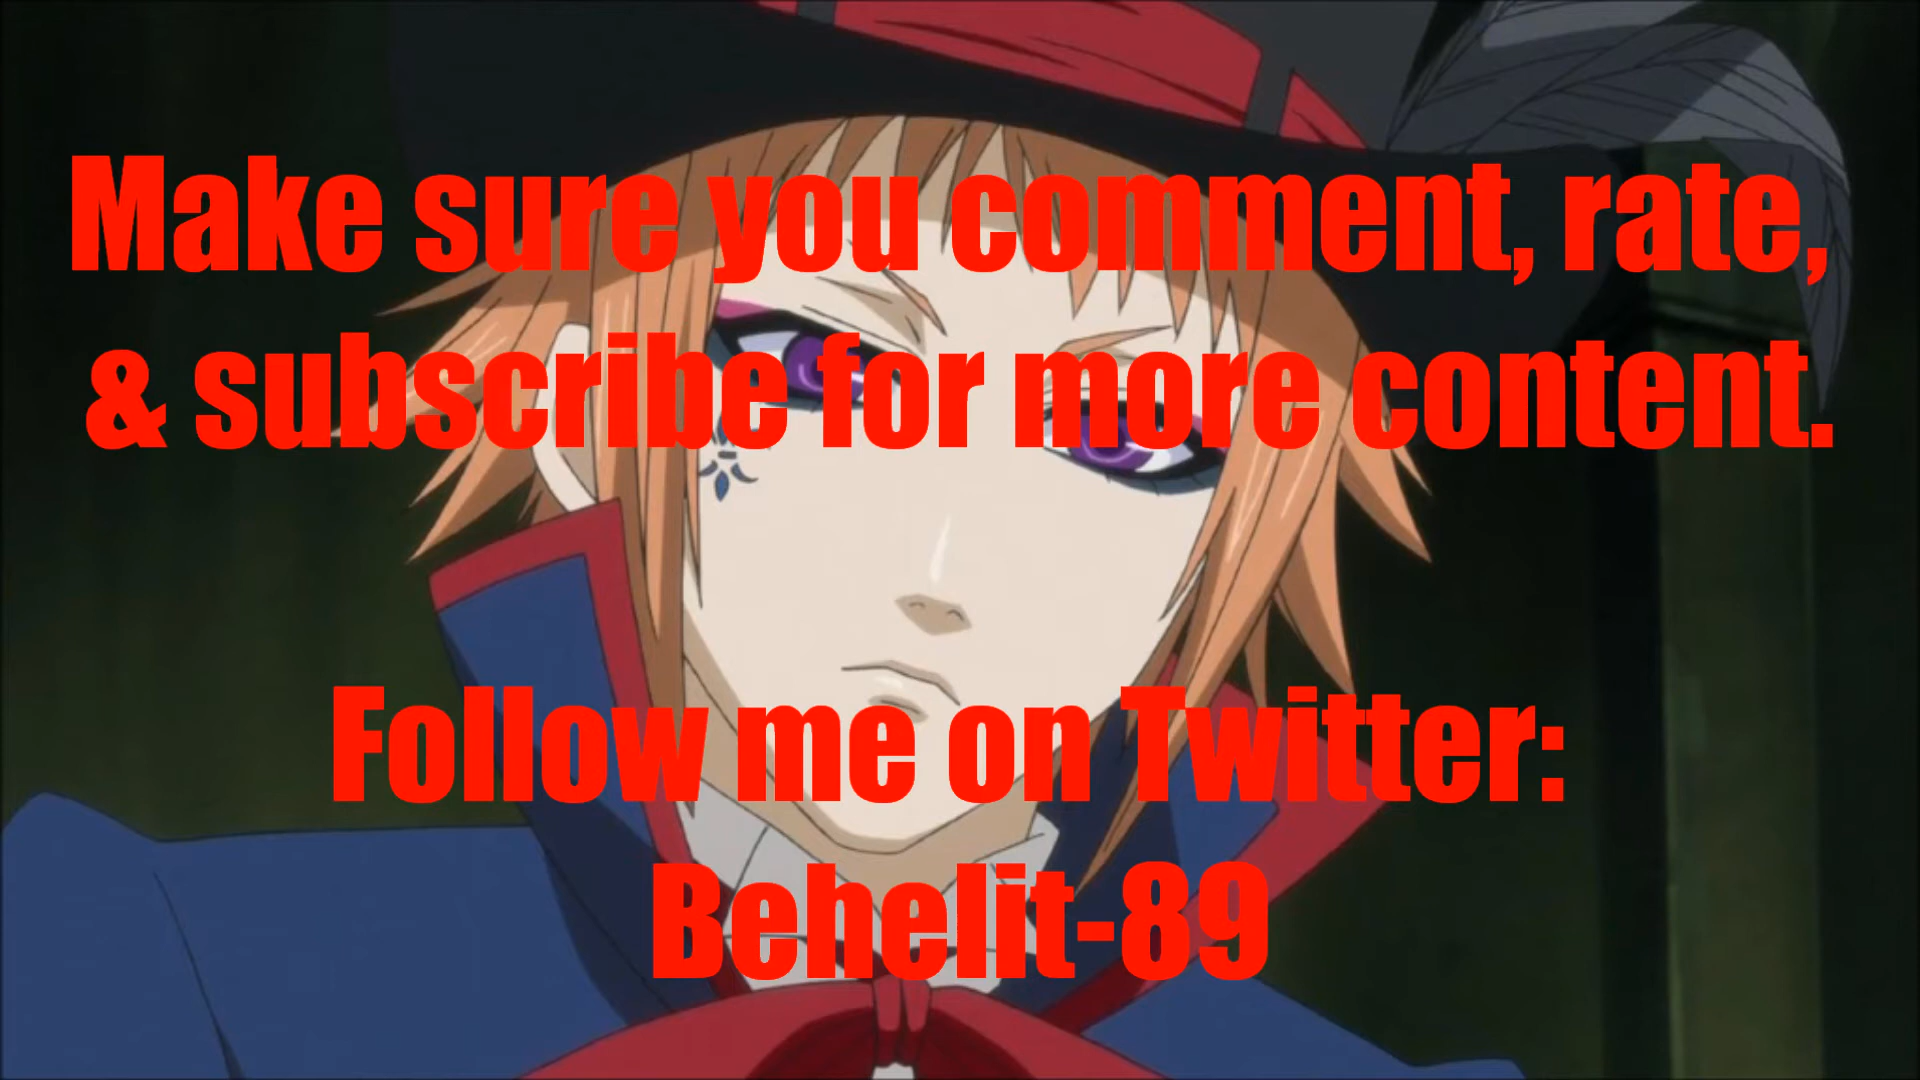 Make sure you comment, rate,
& subscribe for more content.
Follow me on Twitter:
Behelit-89